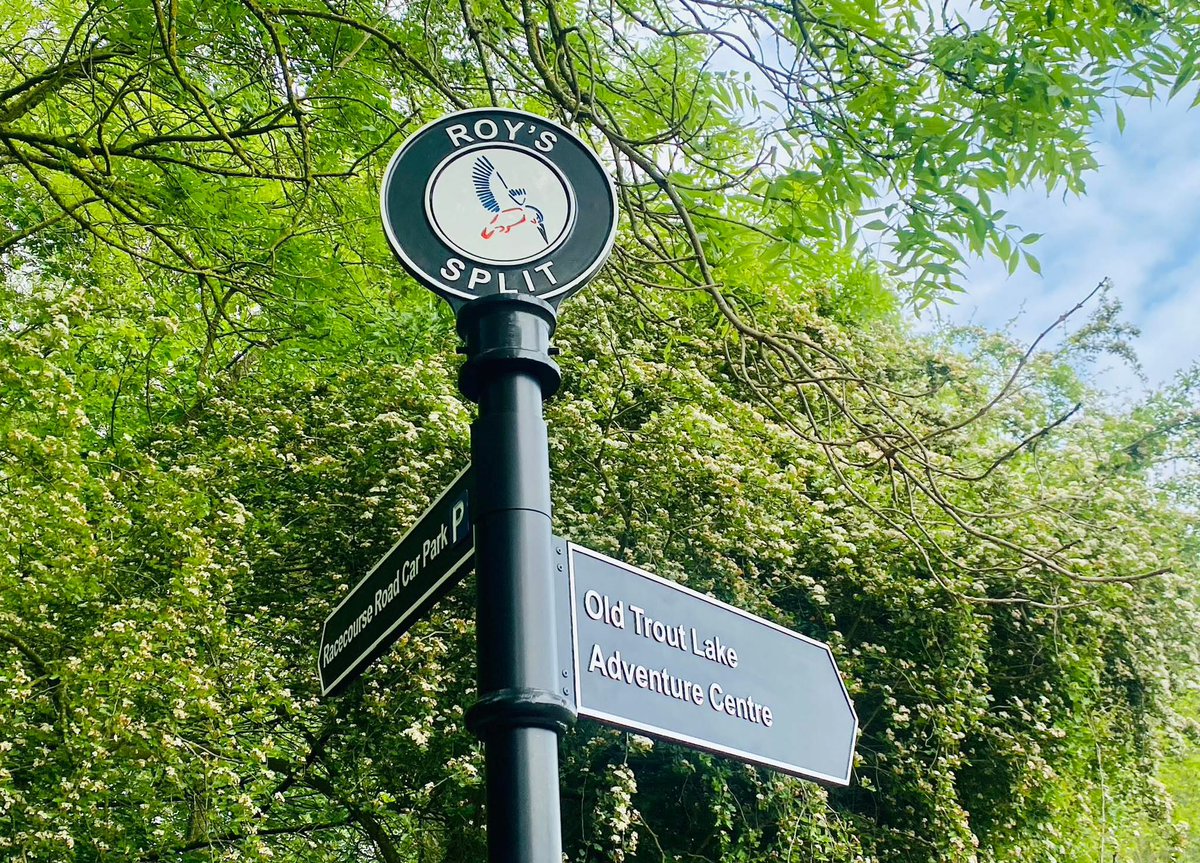 ROY'S
SPLIT
Racecourse Road Car Park P
Old Trout Lake
Adventure Centre